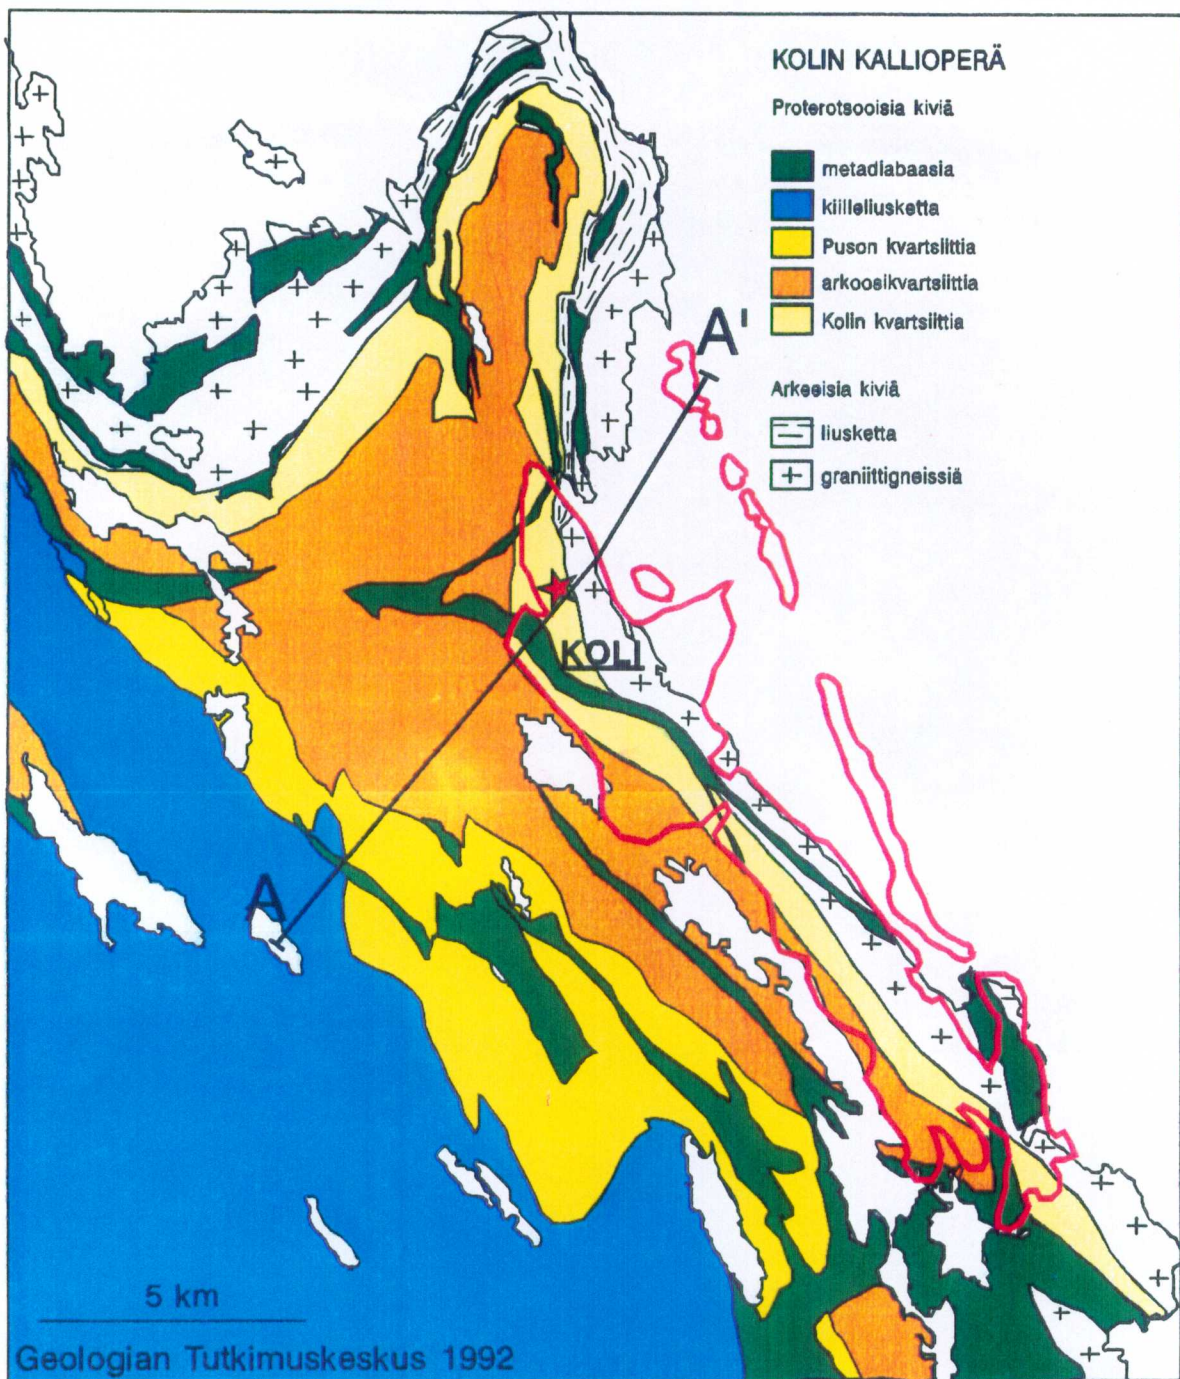 KOLIN KALLIOPERÄ
Proterotsooisia kiviä
metadiabaasia
kiilleliusketta
Puson kvartsiittia
arkoosikvartsiittia
Kolin kvartsiittia
Arkeeisia kiviä
liusketta
graniittigneissiä
A'
KOLI
A
5 km
Geologian Tutkimuskeskus 1992